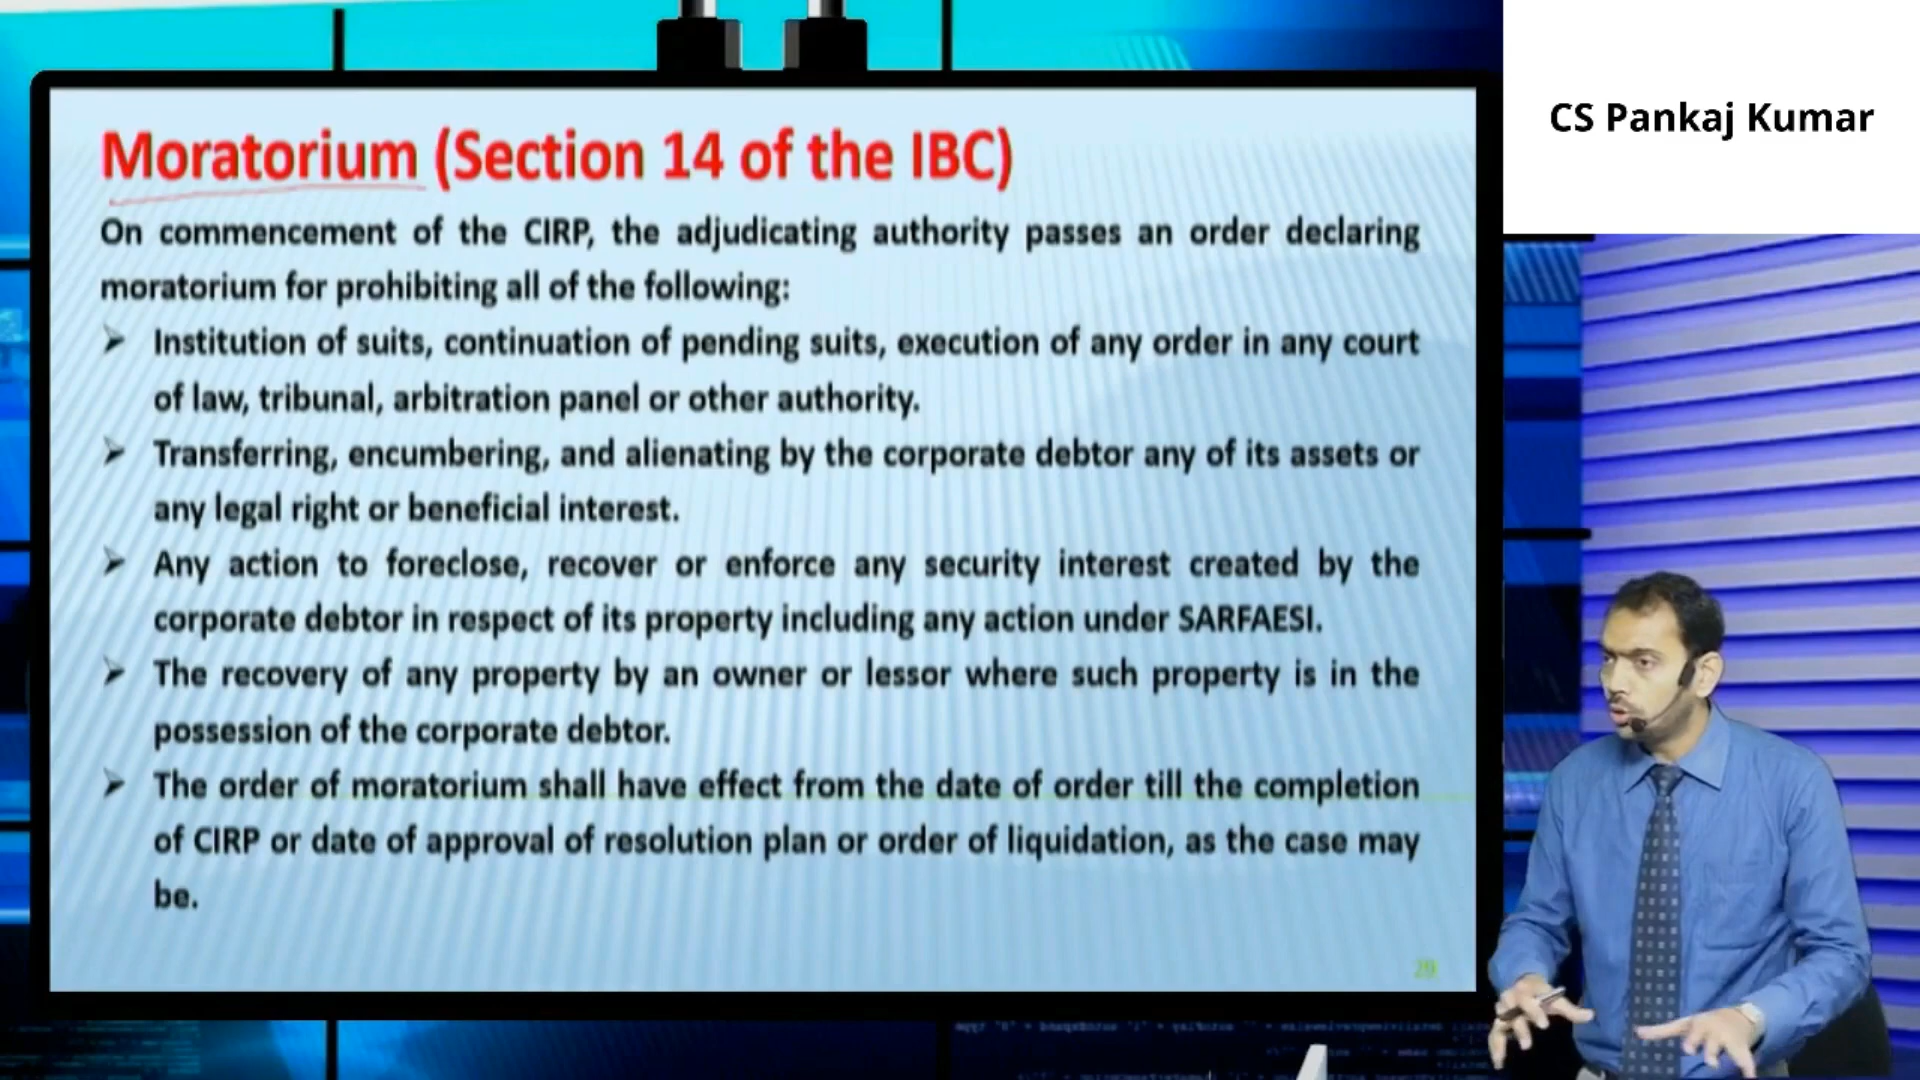 CS Pankaj Kumar
Moratorium (Section 14 of the IBC)
On commencement of the CIRP, the adjudicating authority passes an order declaring
moratorium for prohibiting all of the following:
Institution of suits, continuation of pending suits, execution of any order in any court
of law, tribunal, arbitration panel or other authority.
Transferring, encumbering, and alienating by the corporate debtor any of its assets or
any legal right or beneficial interest.
Any action to foreclose, recover or enforce any security interest created by the
corporate debtor in respect of its property including any action under SARFAESI.
The recovery of any property by an owner or lessor where such property is in the
possession of the corporate debtor.
The order of moratorium shall have effect from the date of order till the completion
of CIRP or date of approval of resolution plan or order of liquidation, as the case may
be.